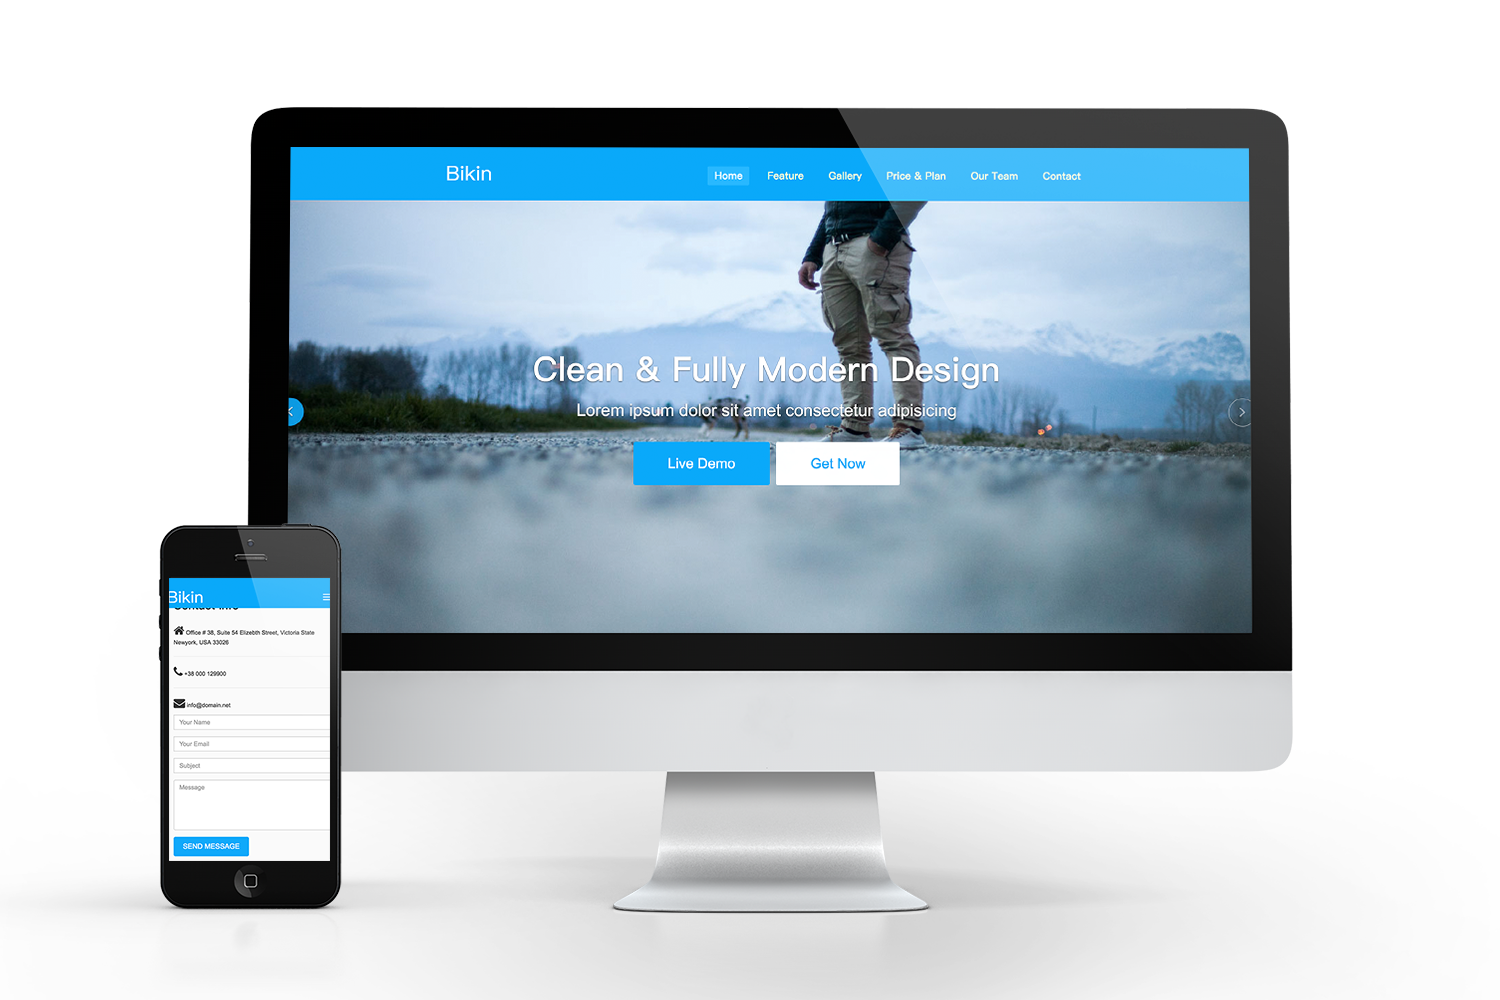 Bikin
Home Feature Gallery Price & Plan Our Team Contact
Clean & Fully Modern Design
Lorem ipsum dolor sit amet consectetur adipisicing
Live Demo Get Now
Bikin
Contact Info
Office # 38, Suite 54 Elizebth Street, Victoria State
Newyork, USA 33026
+38 000 129900
info@domain.net
Your Name
Your Email
Subject
Message
SEND MESSAGE